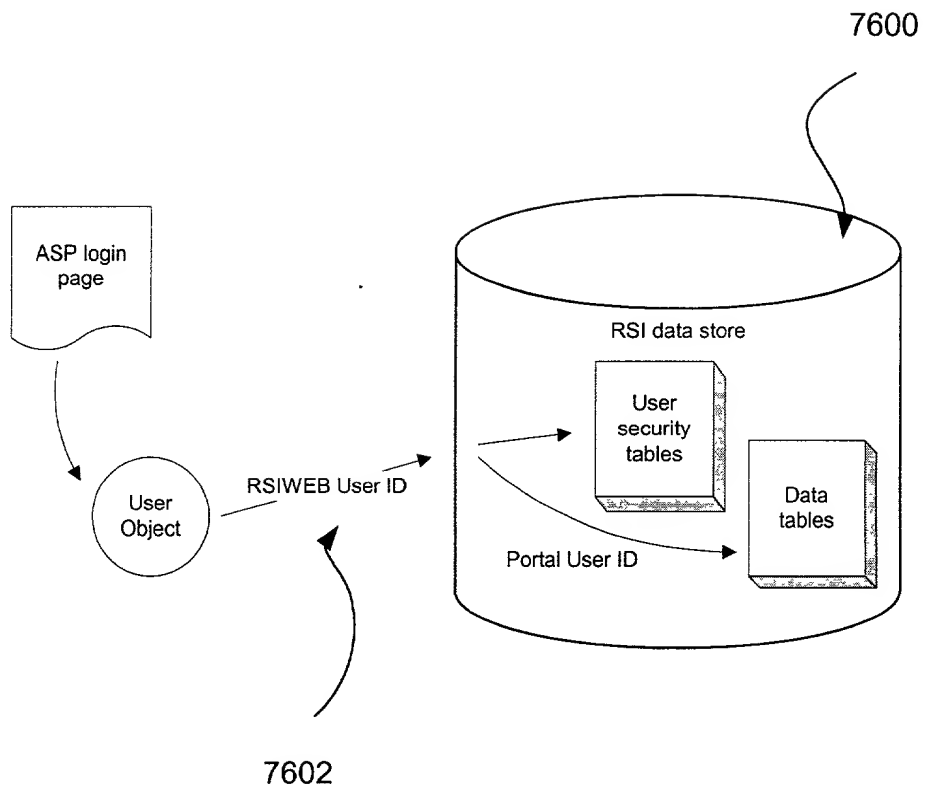 7600
ASP login
page
RSI data store
User
security
tables
RSIWEB User ID
User
Object
Data
tables
Portal User ID
7602